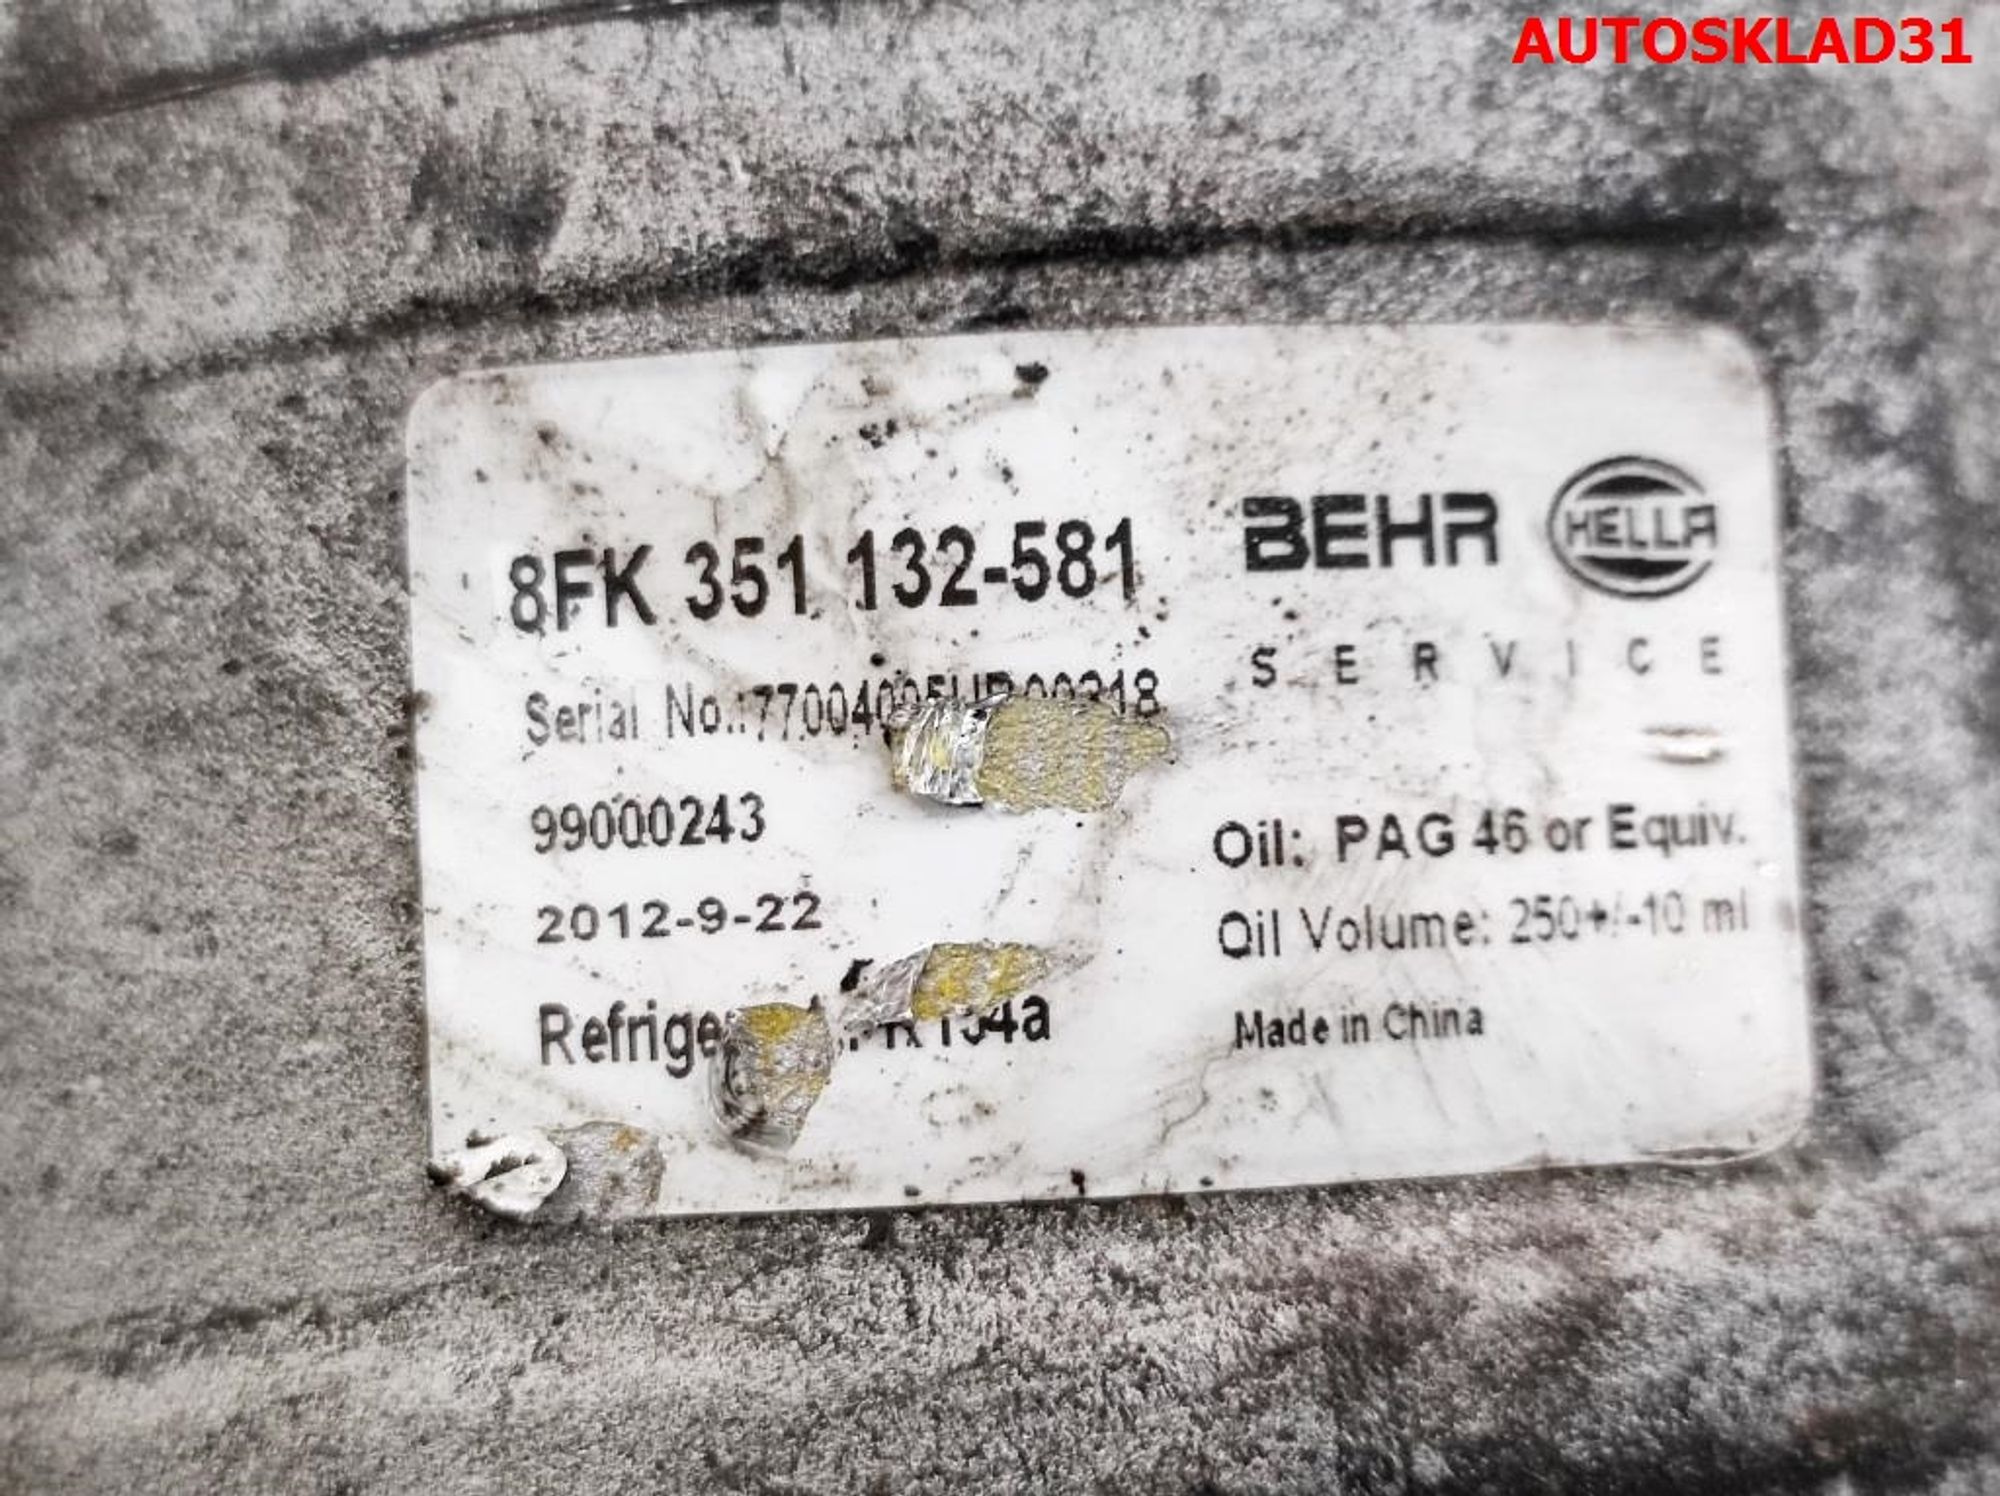 AUTOSKLAD31
8FK 351 132-581
BEHR HELLA
SERVICE
Serial No.:
99000243
2012-9-22
R134a
Oil: PAG 46 or Equiv.
Oil Volume: 250+/-10 ml
Made in China